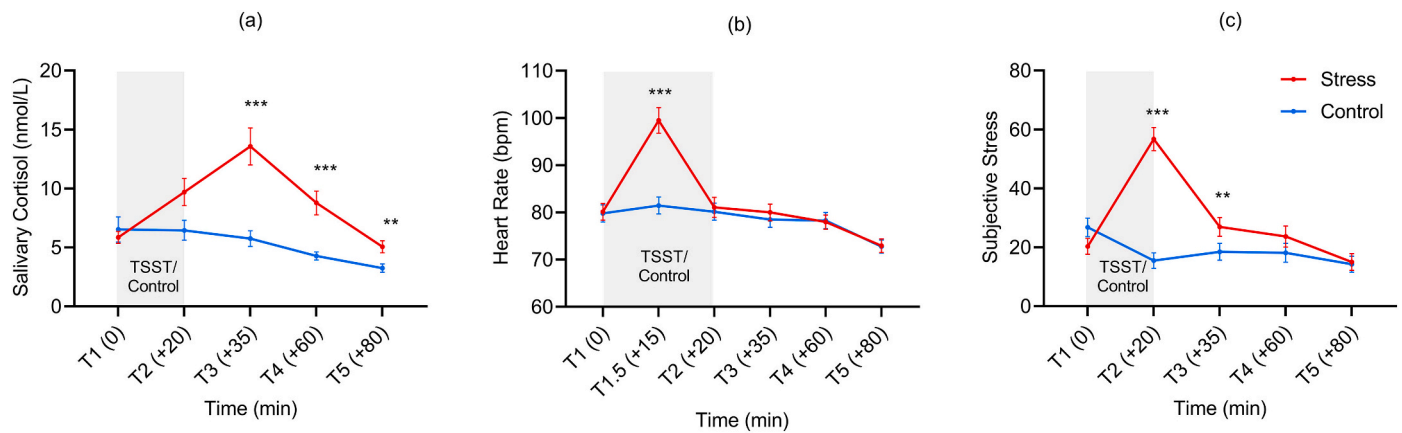 (a)
Salivary Cortisol (nmol/L)
20
15
10
5
0
***
***
**
TSST/
Control
T1 (0)
T2 (+20)
T3 (+35)
T4 (+60)
T5 (+80)
Time (min)
(b)
Heart Rate (bpm)
110
100
90
80
70
60
***
TSST/
Control
T1 (0)
T1.5 (+15)
T2 (+20)
T3 (+35)
T4 (+60)
T5 (+80)
Time (min)
(c)
Subjective Stress
80
60
40
20
0
***
**
TSST/
Control
Stress
Control
T1 (0)
T2 (+20)
T3 (+35)
T4 (+60)
T5 (+80)
Time (min)